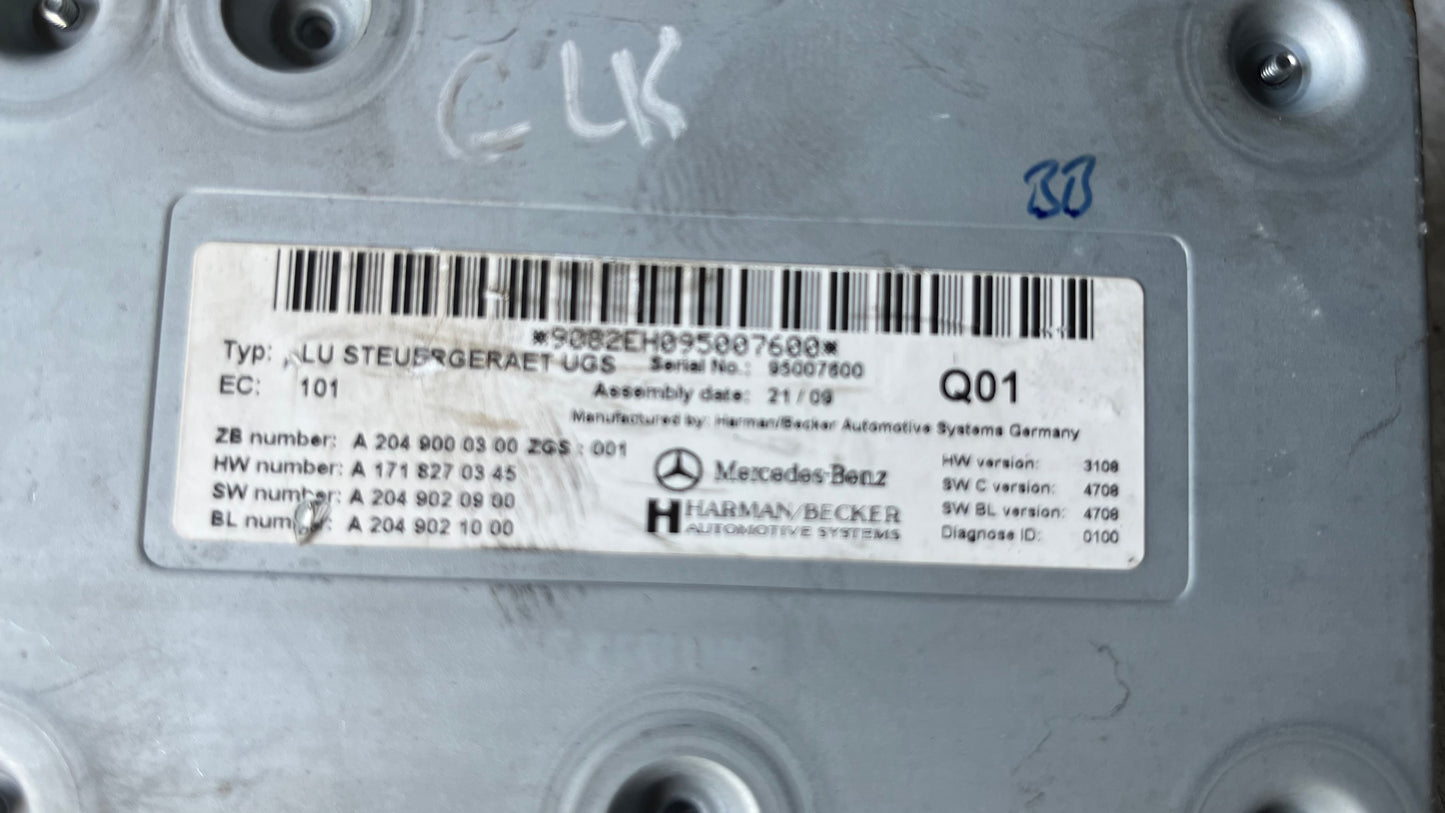 CLK
BB
*9082EH095007600*
Typ: LU STEUERGERAET UGS Serial No.: 95007600
EC: 101 Assembly date: 21 / 09
Q01
Manufactured by: Harman/Becker Automotive Systems Germany
ZB number: A 204 900 03 00 ZGS : 001
HW number: A 171 827 03 45
SW number: A 204 902 09 00
BL number: A 204 902 10 00
Mercedes-Benz
HARMAN/BECKER
AUTOMOTIVE SYSTEMS
HW version: 3108
SW C version: 4708
SW BL version: 4708
Diagnose ID: 0100